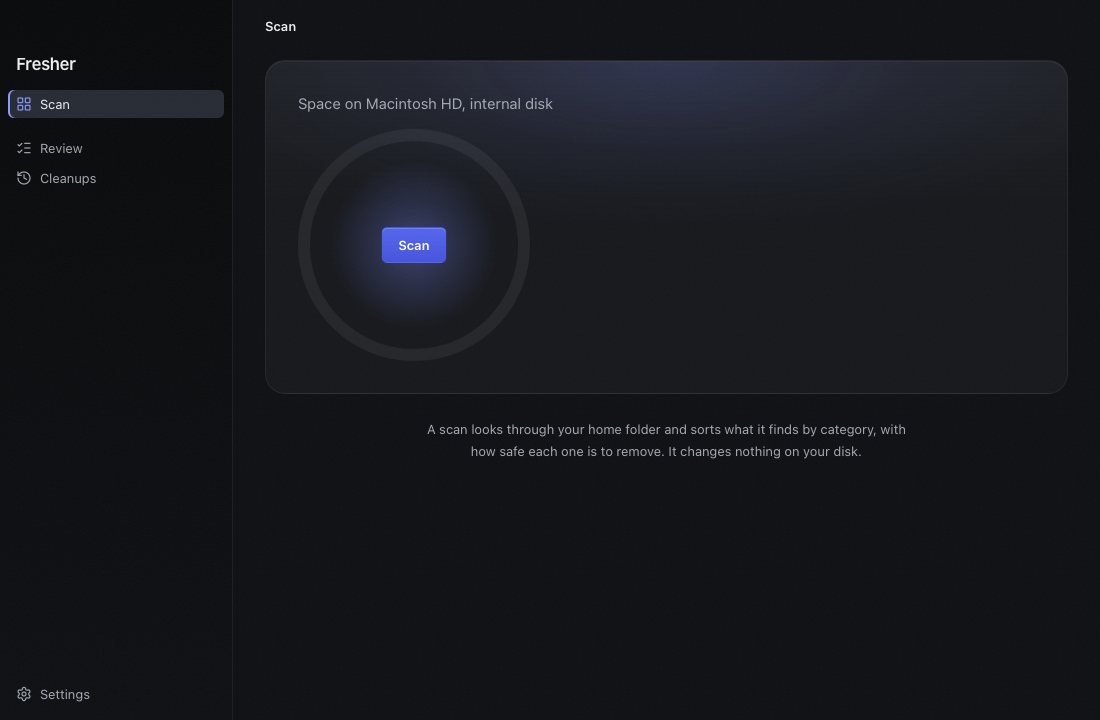 Fresher
Scan
Review
Cleanups
Settings
Scan
Space on Macintosh HD, internal disk
Scan
A scan looks through your home folder and sorts what it finds by category, with
how safe each one is to remove. It changes nothing on your disk.